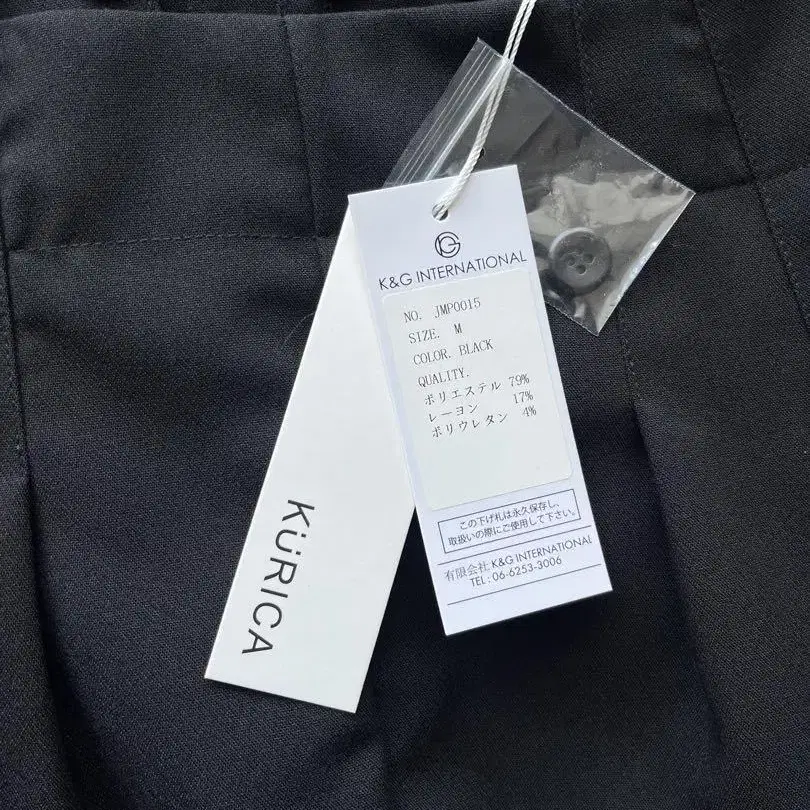 K&G INTERNATIONAL
NO. JMP0015
SIZE. M
COLOR. BLACK
QUALITY.
ポリエステル 79%
レーヨン 17%
ポリウレタン 4%
この下げ札は永久保存し、
取扱いの際にご使用して下さい。
有限会社 K&G INTERNATIONAL
TEL : 06-6253-3006
KüRICA